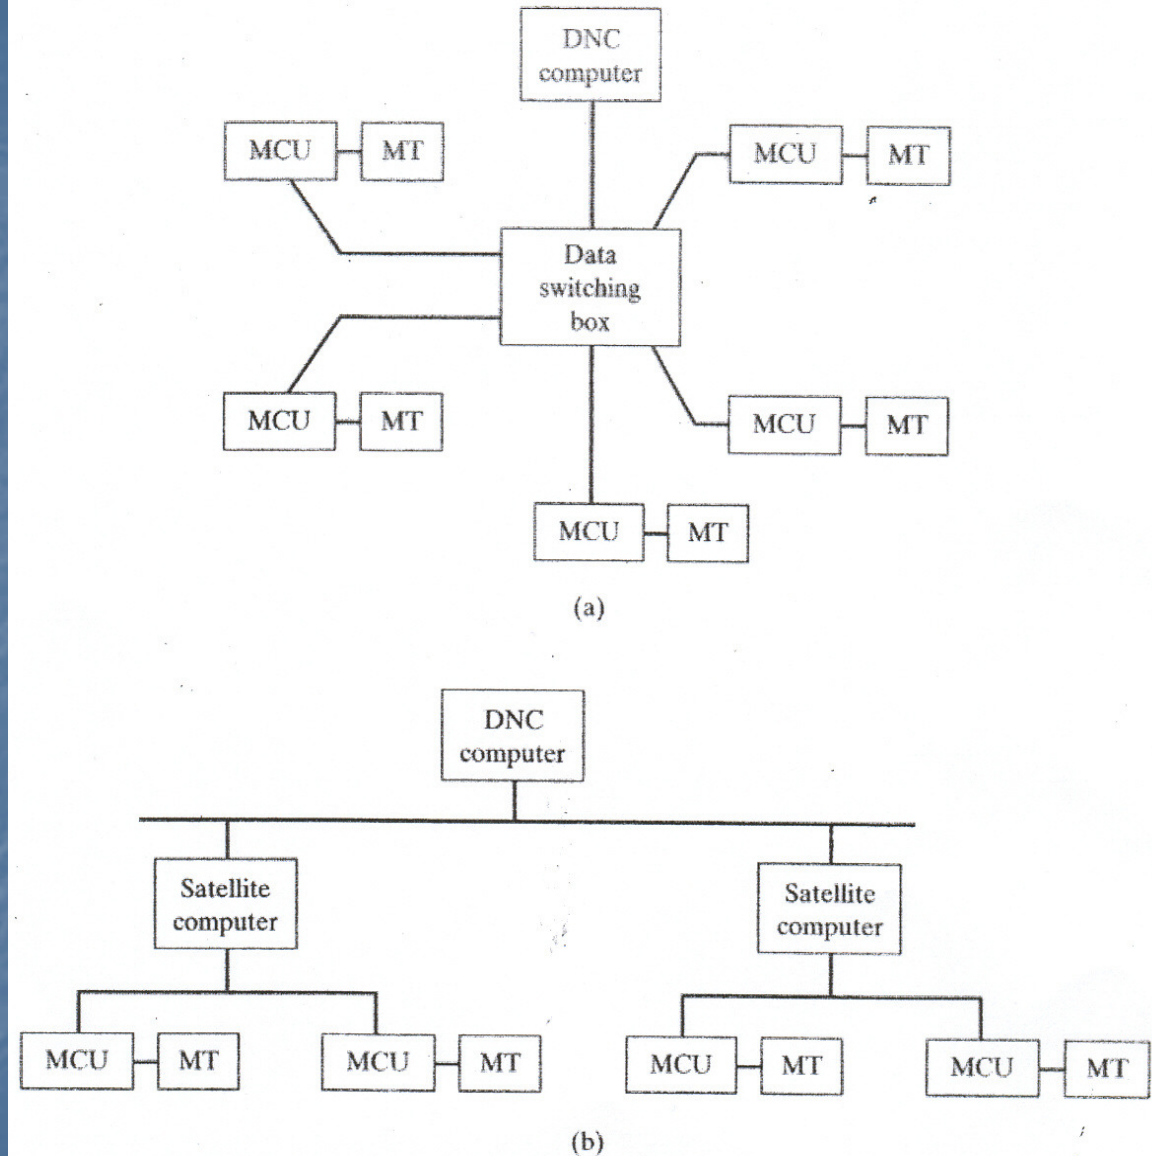 DNC
computer
MCU
MT
MCU
MT
Data
switching
box
MCU
MT
MCU
MT
MCU
MT
(a)
DNC
computer
Satellite
computer
Satellite
computer
MCU
MT
MCU
MT
MCU
MT
MCU
MT
(b)